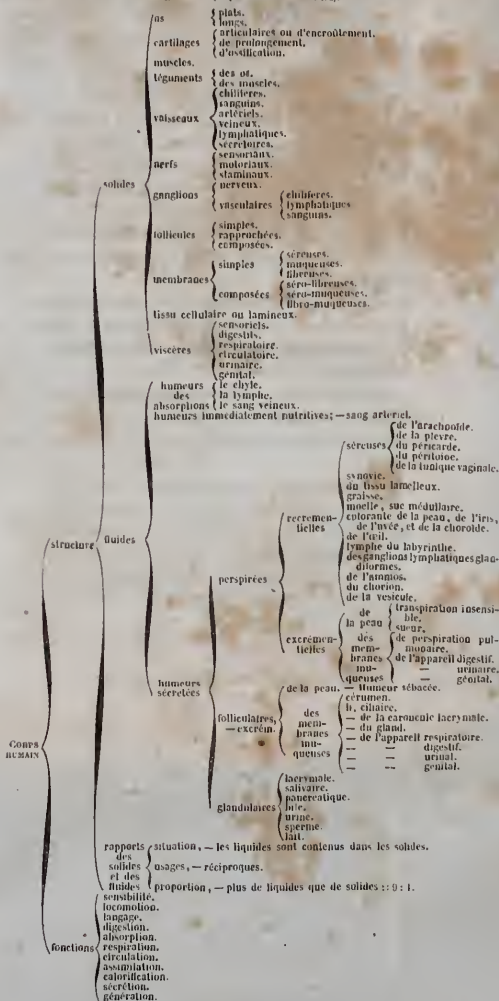 os
plats.
longs.
cartilages
articulaires ou d'encroûtement.
de prolongement.
d'ossification.
muscles.
téguments
des os.
des muscles.
vaisseaux
chilifères.
sanguins.
artériels.
veineux.
lymphatiques.
sécrétoires.
nerfs
sensoriaux.
motoriaux.
staminaux.
solides
ganglions
nerveux.
vasculaires
chilifères.
lymphatiques
sanguins.
follicules
simples.
rapprochées.
composées.
membranes
simples
séreuses.
muqueuses.
fibreuses.
composées
séro-fibreuses.
séro-muqueuses.
fibro-muqueuses.
tissu cellulaire ou lamineux.
viscères
sensoriels.
digestifs.
respiratoire.
circulatoire.
urinaire.
génital.
humeurs
des
absorptions
le chyle.
la lymphe.
le sang veineux.
humeurs immédiatement nutritives; — sang artériel.
structure
fluides
humeurs
sécrétées
perspirées
recremen-
tielles
séreuses
de l'arachnoïde.
de la plèvre.
du péricarde.
du péritoine.
de la tunique vaginale.
synovie.
du tissu lamelleux.
graisse.
moelle, suc médullaire.
colorante de la peau, de l'iris,
de l'uvée, et de la choroïde.
de l'œil.
lymphe du labyrinthe.
des ganglions lymphatiques glan-
diformes.
de l'amnios.
du chorion.
de la vésicule.
excrémen-
tielles
de
la peau
transpiration insensi-
ble.
sueur.
des
mem-
branes
mu-
queuses
de perspiration pul-
monaire.
de l'appareil digestif.
— urinaire.
— génital.
folliculaires,
— excrém.
de la peau. — Humeur sébacée.
des
mem-
branes
mu-
queuses
cérumen.
h. ciliaire.
— de la caroncule lacrymale.
— du gland.
— de l'appareil respiratoire.
— — digestif.
— — urinal.
— — génital.
glandulaires
lacrymale.
salivaire.
pancréatique.
bile.
urine.
sperme.
lait.
CORPS
HUMAIN
rapports
des
solides
et des
fluides
situation, — les liquides sont contenus dans les solides.
usages, — réciproques.
proportion, — plus de liquides que de solides :: 9 : 1.
fonctions
sensibilité.
locomotion.
langage.
digestion.
absorption.
respiration.
circulation.
assimilation.
calorification.
sécrétion.
génération.